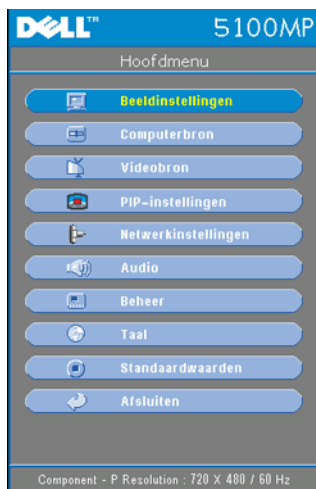 DELL™ 5100MP
Hoofdmenu
Beeldinstellingen
Computerbron
Videobron
PIP-instellingen
Netwerkinstellingen
Audio
Beheer
Taal
Standaardwaarden
Afsluiten
Component - P Resolution : 720 X 480 / 60 Hz